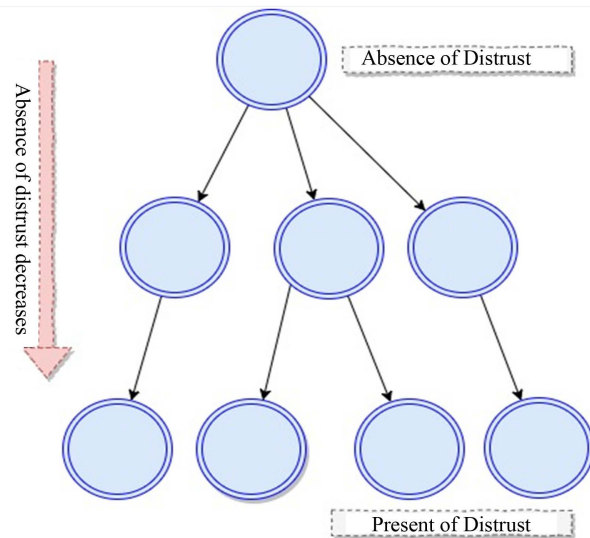 Absence of Distrust
Absence of distrust decreases
Present of Distrust